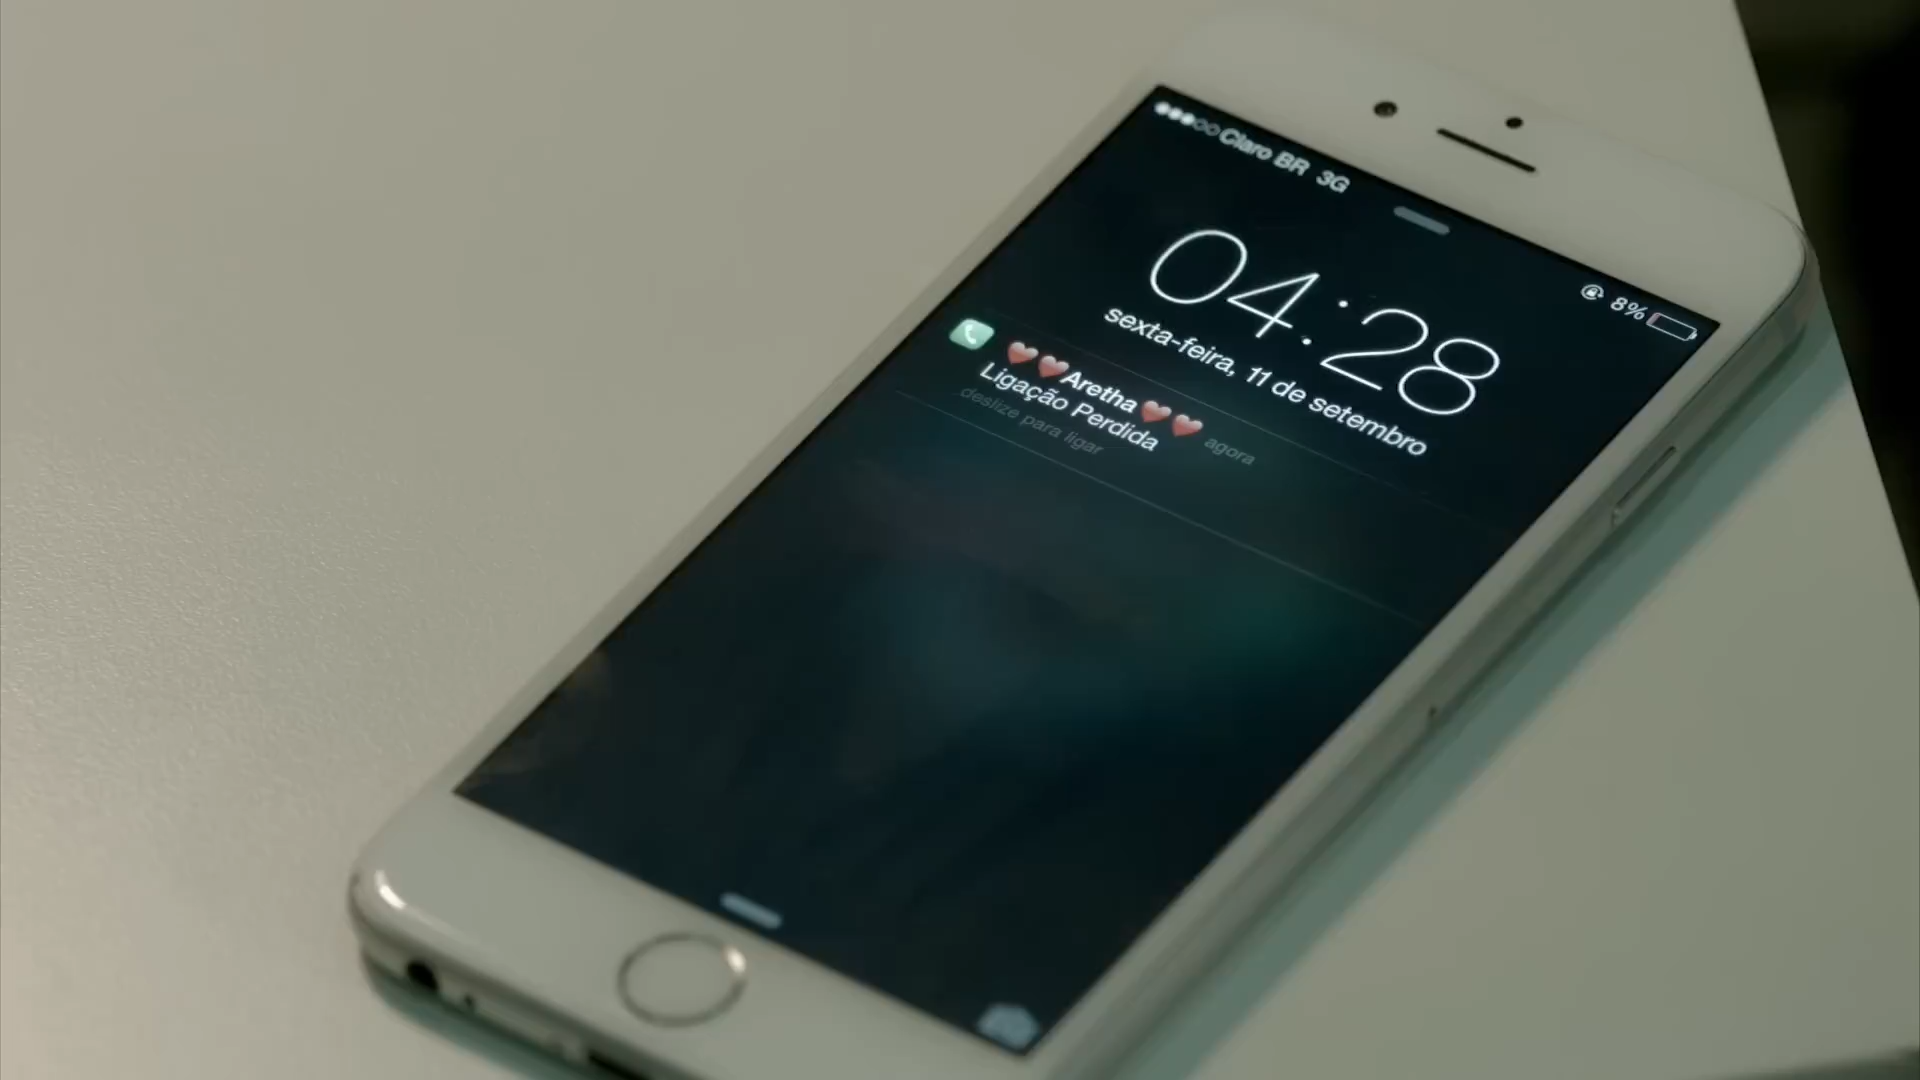 Claro BR 3G
8%
04:28
sexta-feira, 11 de setembro
❤️❤️Aretha❤️❤️ agora
Ligação Perdida
deslize para ligar